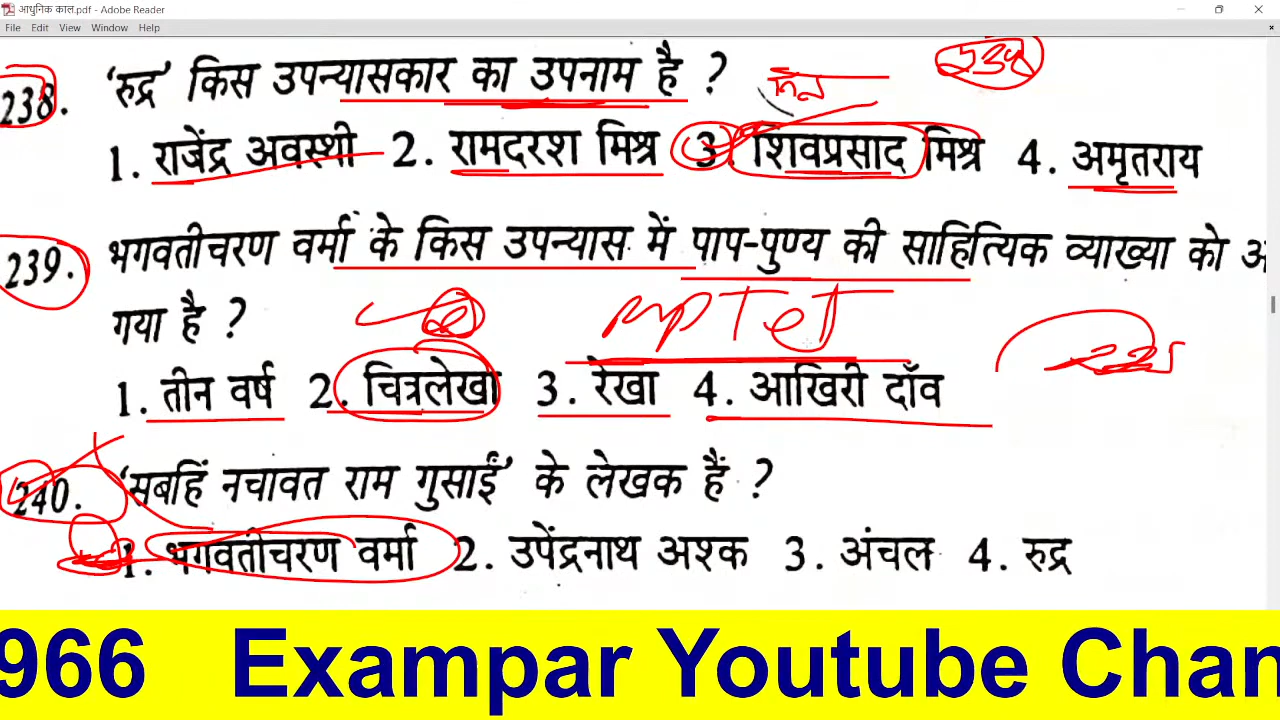 आधुनिक काल.pdf - Adobe Reader
File Edit View Window Help
238. ‘रुद्र’ किस उपन्यासकार का उपनाम है ?
1. राजेंद्र अवस्थी 2. रामदरश मिश्र 3. शिवप्रसाद मिश्र 4. अमृतराय
239. भगवतीचरण वर्मा के किस उपन्यास में पाप-पुण्य की साहित्यिक व्याख्या को
गया है ?
MPTET
1. तीन वर्ष 2. चित्रलेखा 3. रेखा 4. आखिरी दाँव
240. ‘सबहिं नचावत राम गुसाईं’ के लेखक हैं ?
1. भगवतीचरण वर्मा 2. उपेंद्रनाथ अश्क 3. अंचल 4. रुद्र
966 Exampar Youtube Chan